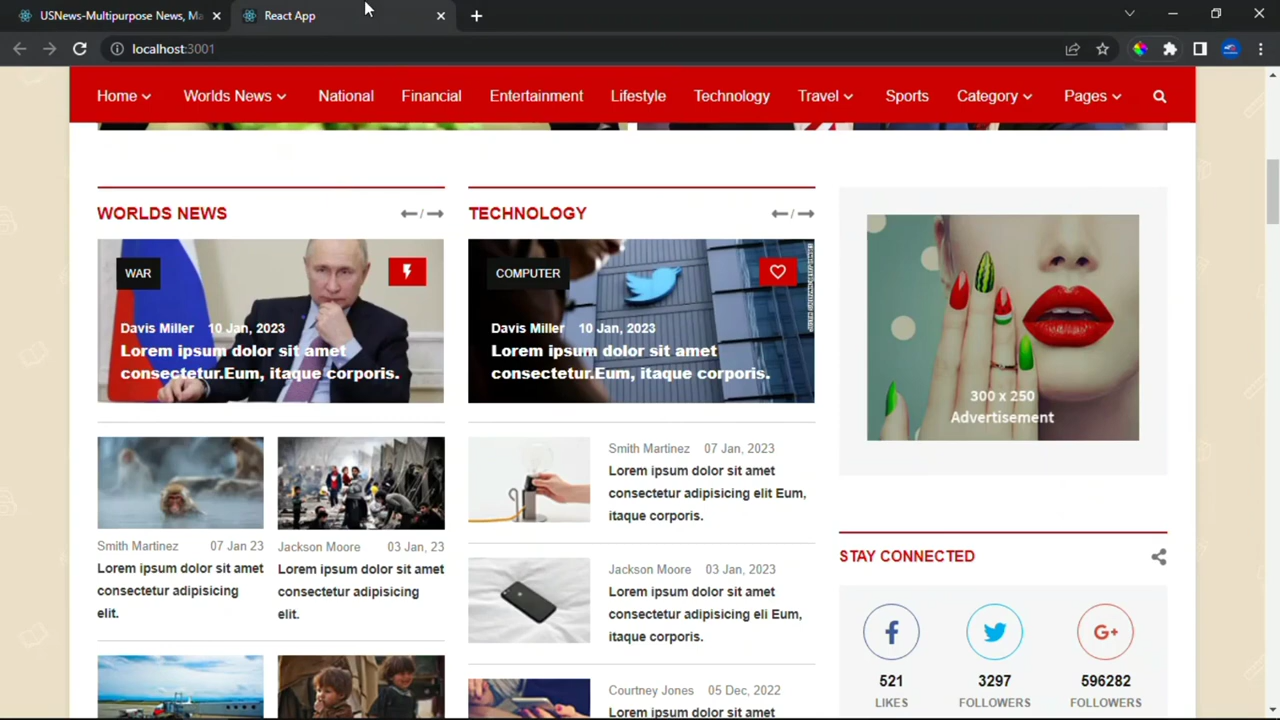 USNews-Multipurpose News, Ma
React App
localhost:3001
Home
Worlds News
National
Financial
Entertainment
Lifestyle
Technology
Travel
Sports
Category
Pages
WORLDS NEWS
/
WAR
Davis Miller 10 Jan, 2023
Lorem ipsum dolor sit amet
consectetur.Eum, itaque corporis.
Smith Martinez 07 Jan 23
Lorem ipsum dolor sit amet
consectetur adipisicing
elit.
Jackson Moore 03 Jan, 23
Lorem ipsum dolor sit amet
consectetur adipisicing
elit.
TECHNOLOGY
/
COMPUTER
Davis Miller 10 Jan, 2023
Lorem ipsum dolor sit amet
consectetur.Eum, itaque corporis.
Smith Martinez 07 Jan, 2023
Lorem ipsum dolor sit amet
consectetur adipisicing elit Eum,
itaque corporis.
Jackson Moore 03 Jan, 2023
Lorem ipsum dolor sit amet
consectetur adipisicing eli Eum,
itaque corporis.
Courtney Jones 05 Dec, 2022
Lorem ipsum dolor sit amet
300 x 250
Advertisement
STAY CONNECTED
521
LIKES
3297
FOLLOWERS
G+
596282
FOLLOWERS